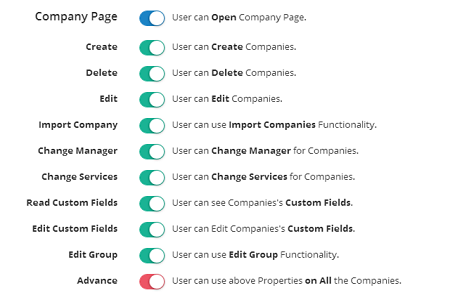 Company Page User can Open Company Page.
Create User can Create Companies.
Delete User can Delete Companies.
Edit User can Edit Companies.
Import Company User can use Import Companies Functionality.
Change Manager User can Change Manager for Companies.
Change Services User can Change Services for Companies.
Read Custom Fields User can see Companies's Custom Fields.
Edit Custom Fields User can Edit Companies's Custom Fields.
Edit Group User can use Edit Group Functionality.
Advance User can use above Properties on All the Companies.